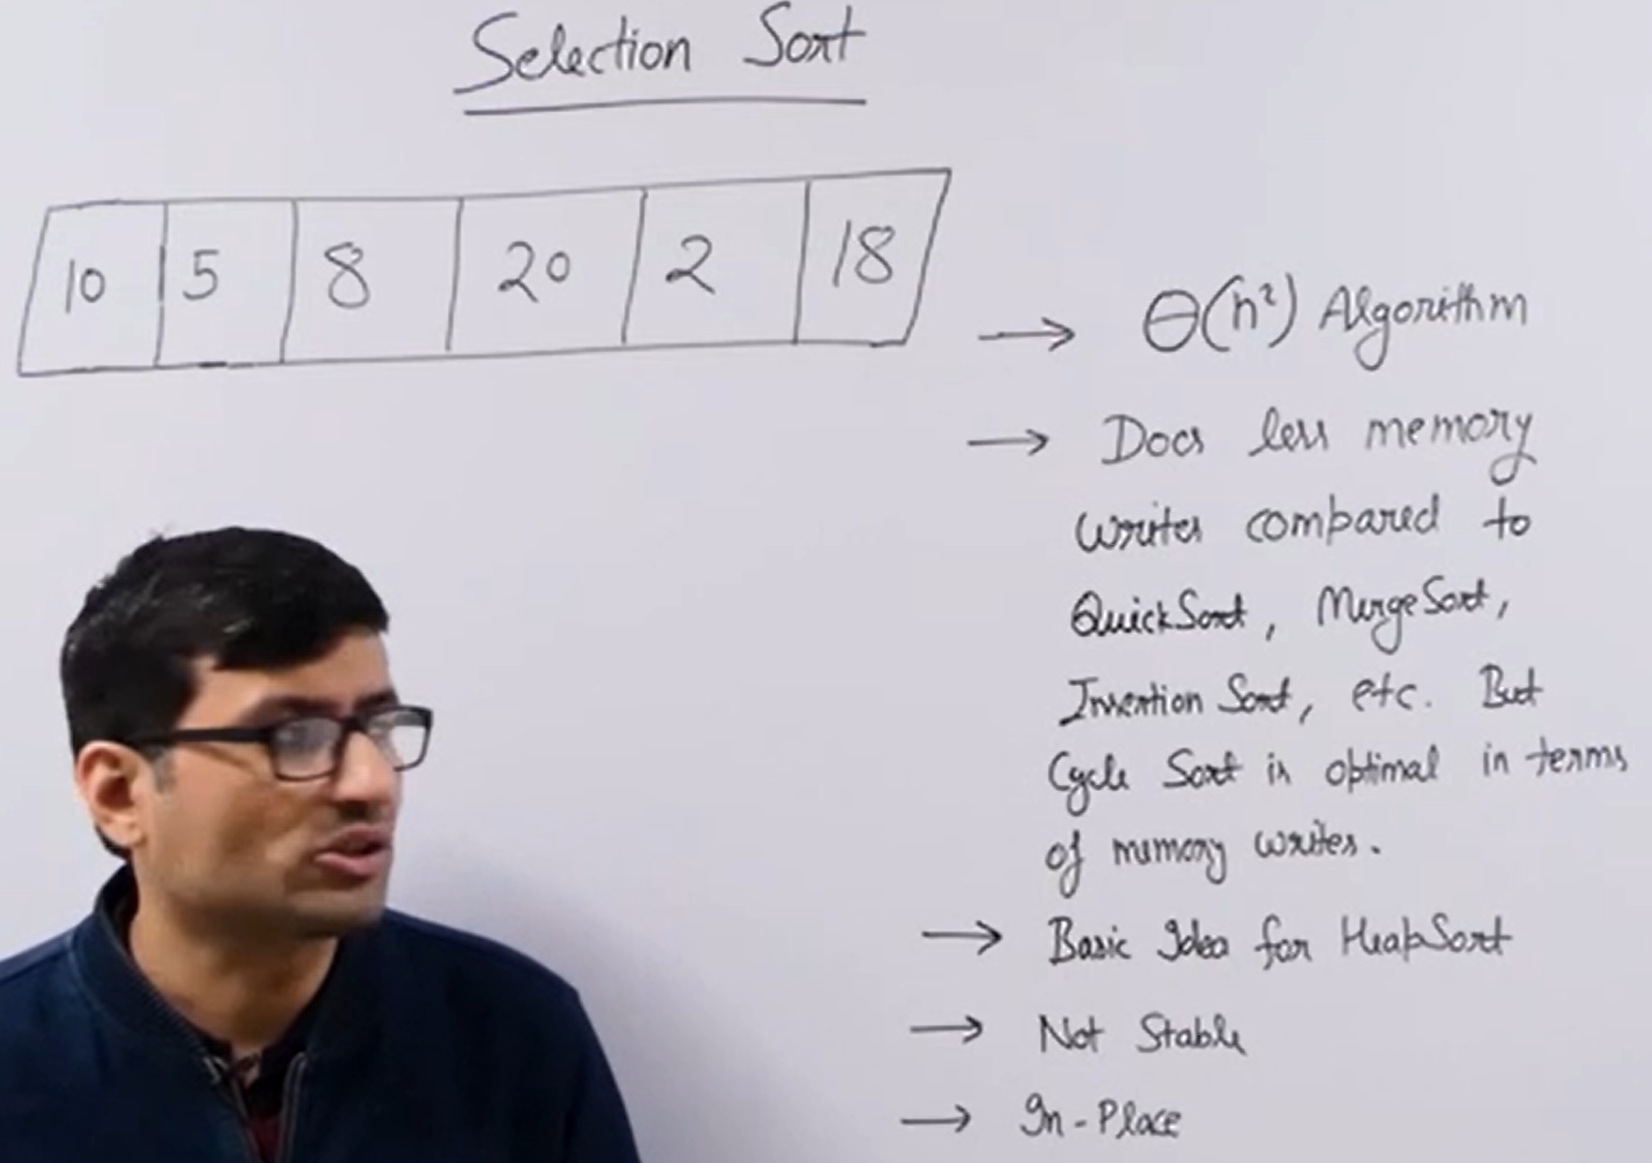 Selection Sort
10 5 8 20 2 18
→ Θ(n²) Algorithm
→ Does less memory
writes compared to
QuickSort, MergeSort,
Insertion Sort, etc. But
Cycle Sort is optimal in terms
of memory writes.
→ Basic Idea for HeapSort
→ Not Stable
→ In-Place